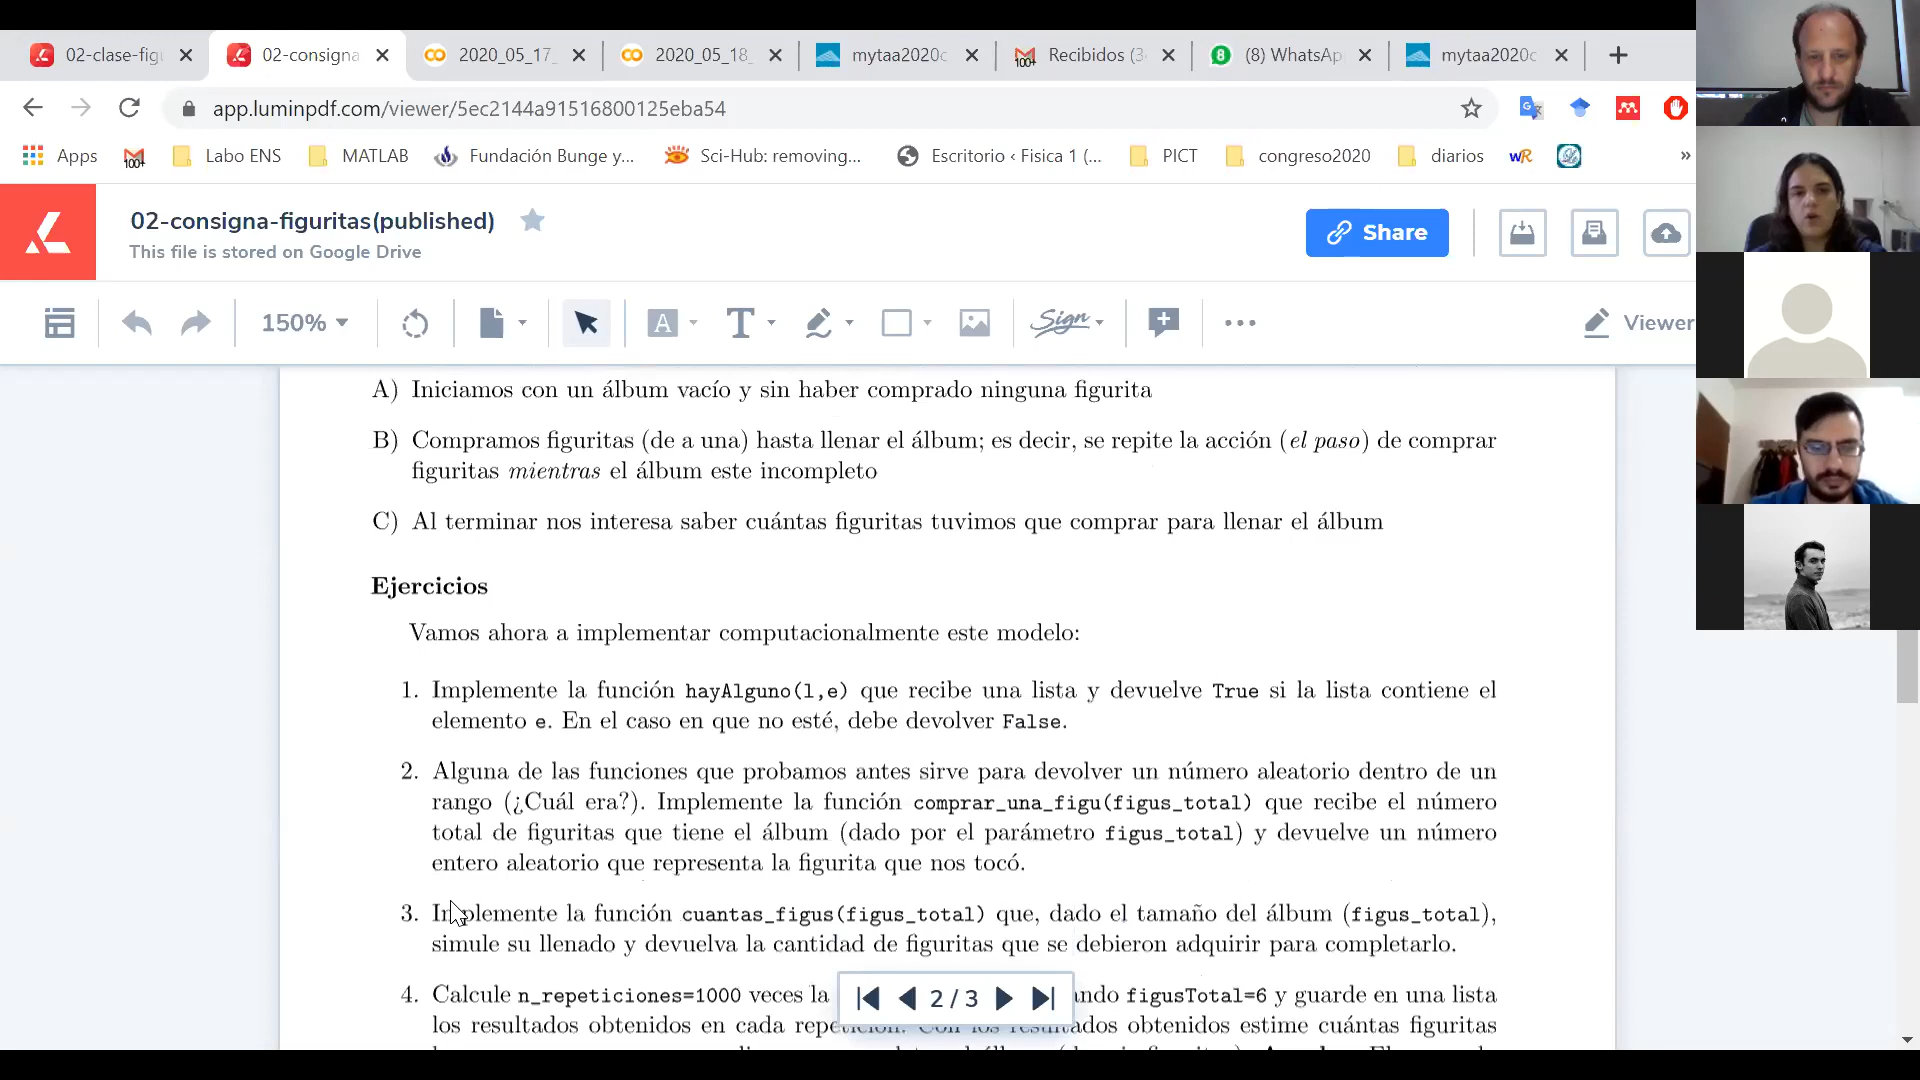 02-clase-fig
02-consigna
2020_05_17_
2020_05_18_
mytaa2020c
Recibidos (3
(8) WhatsAp
mytaa2020c
app.luminpdf.com/viewer/5ec2144a91516800125eba54
Apps
Labo ENS
MATLAB
Fundación Bunge y...
Sci-Hub: removing...
Escritorio ‹ Fisica 1 (...
PICT
congreso2020
diarios
wR
»
02-consigna-figuritas(published)
This file is stored on Google Drive
Share
150%
A
T
Sign
Viewer
A) Iniciamos con un álbum vacío y sin haber comprado ninguna figurita
B) Compramos figuritas (de a una) hasta llenar el álbum; es decir, se repite la acción (el paso) de comprar
figuritas mientras el álbum este incompleto
C) Al terminar nos interesa saber cuántas figuritas tuvimos que comprar para llenar el álbum
Ejercicios
Vamos ahora a implementar computacionalmente este modelo:
1. Implemente la función hayAlguno(l,e) que recibe una lista y devuelve True si la lista contiene el
elemento e. En el caso en que no esté, debe devolver False.
2. Alguna de las funciones que probamos antes sirve para devolver un número aleatorio dentro de un
rango (¿Cuál era?). Implemente la función comprar_una_figu(figus_total) que recibe el número
total de figuritas que tiene el álbum (dado por el parámetro figus_total) y devuelve un número
entero aleatorio que representa la figurita que nos tocó.
3. Implemente la función cuantas_figus(figus_total) que, dado el tamaño del álbum (figus_total),
simule su llenado y devuelva la cantidad de figuritas que se debieron adquirir para completarlo.
4. Calcule n_repeticiones=1000 veces la
ando figusTotal=6 y guarde en una lista
2 / 3
los resultados obtenidos en cada repetición. Con los resultados obtenidos estime cuántas figuritas